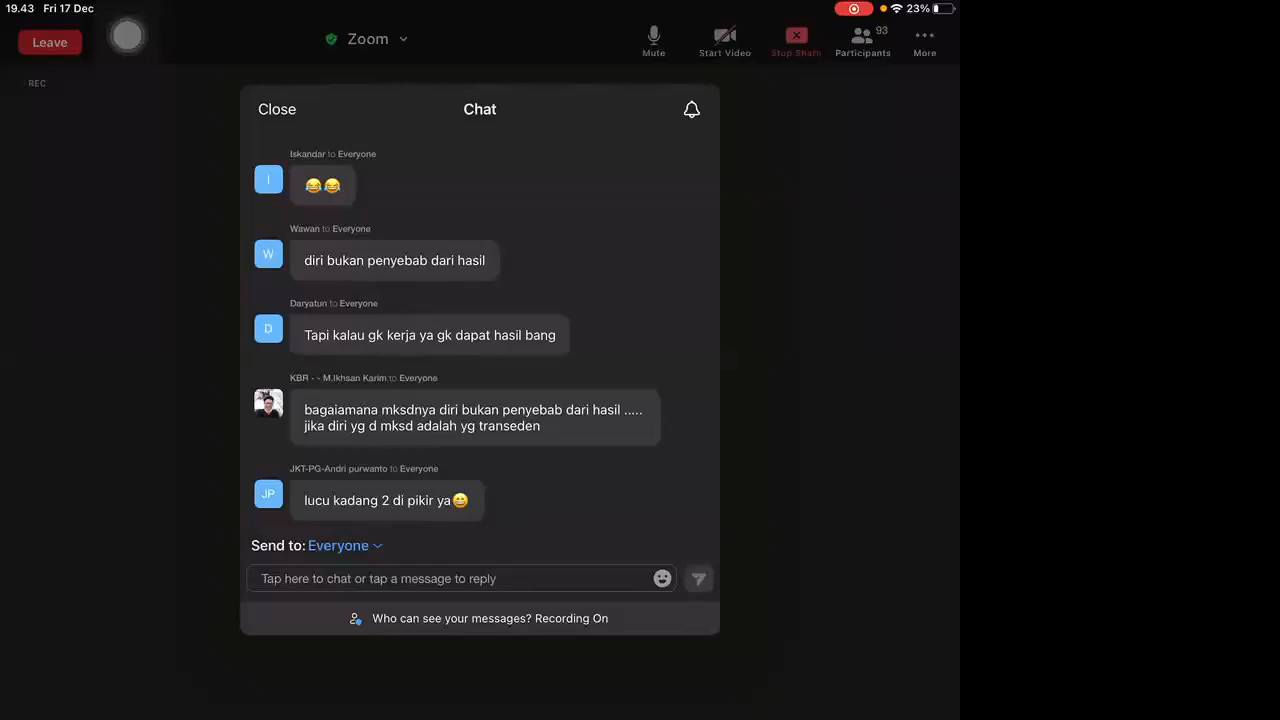 19.43 Fri 17 Dec
23%
Leave
Zoom
Mute
Start Video
Stop Share
Participants
93
More
REC
Close
Chat
Iskandar to Everyone
I
😂😂
Wawan to Everyone
W
diri bukan penyebab dari hasil
Daryatun to Everyone
D
Tapi kalau gk kerja ya gk dapat hasil bang
KBR - - M.Ikhsan Karim to Everyone
bagaiamana mksdnya diri bukan penyebab dari hasil .....
jika diri yg d mksd adalah yg transeden
JKT-PG-Andri purwanto to Everyone
JP
lucu kadang 2 di pikir ya😄
Send to: Everyone
Tap here to chat or tap a message to reply
Who can see your messages? Recording On